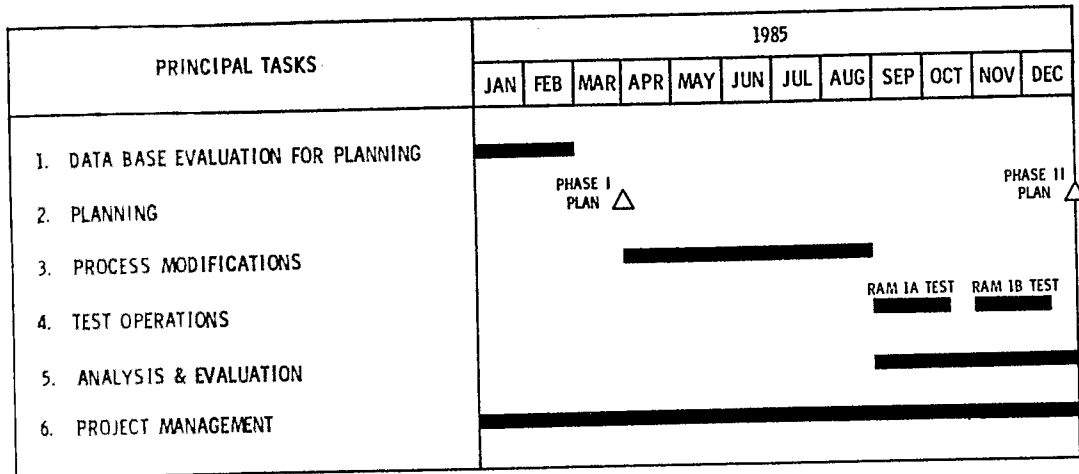 1985
PRINCIPAL TASKS
JAN FEB MAR APR MAY JUN JUL AUG SEP OCT NOV DEC
1. DATA BASE EVALUATION FOR PLANNING
PHASE I
PLAN
PHASE II
PLAN
2. PLANNING
3. PROCESS MODIFICATIONS
RAM IA TEST RAM IB TEST
4. TEST OPERATIONS
5. ANALYSIS & EVALUATION
6. PROJECT MANAGEMENT